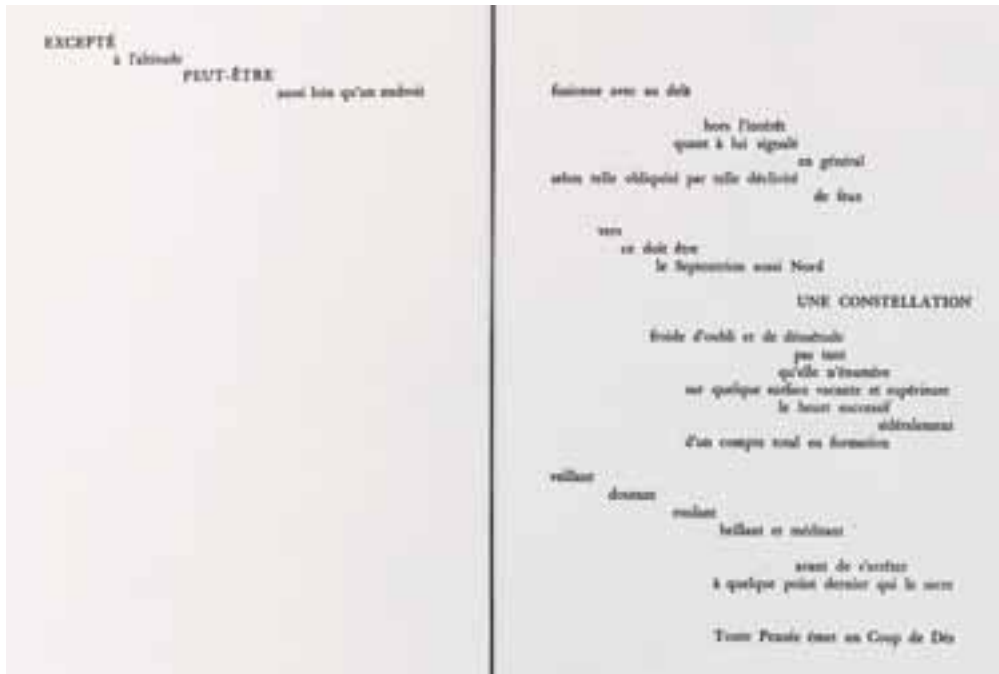 EXCEPTÉ
à l'altitude
PEUT-ÊTRE
aussi loin qu'un endroit
fusionne avec au delà
hors l'intérêt
quant à lui signalé
en général
selon telle obliquité par telle déclivité
de feux
vers
ce doit être
le Septentrion aussi Nord
UNE CONSTELLATION
froide d'oubli et de désuétude
pas tant
qu'elle n'énumère
sur quelque surface vacante et supérieure
le heurt successif
sidéralement
d'un compte total en formation
veillant
doutant
roulant
brillant et méditant
avant de s'arrêter
à quelque point dernier qui le sacre
Toute Pensée émet un Coup de Dés